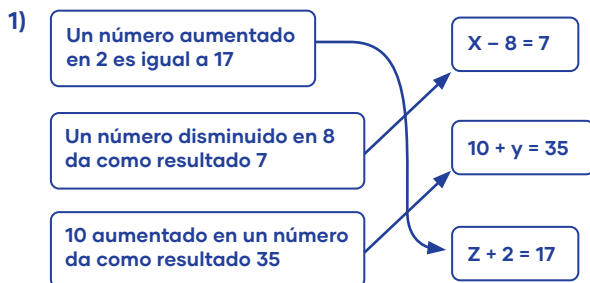 1)
Un número aumentado
en 2 es igual a 17
X – 8 = 7
Un número disminuido en 8
da como resultado 7
10 + y = 35
10 aumentado en un número
da como resultado 35
Z + 2 = 17